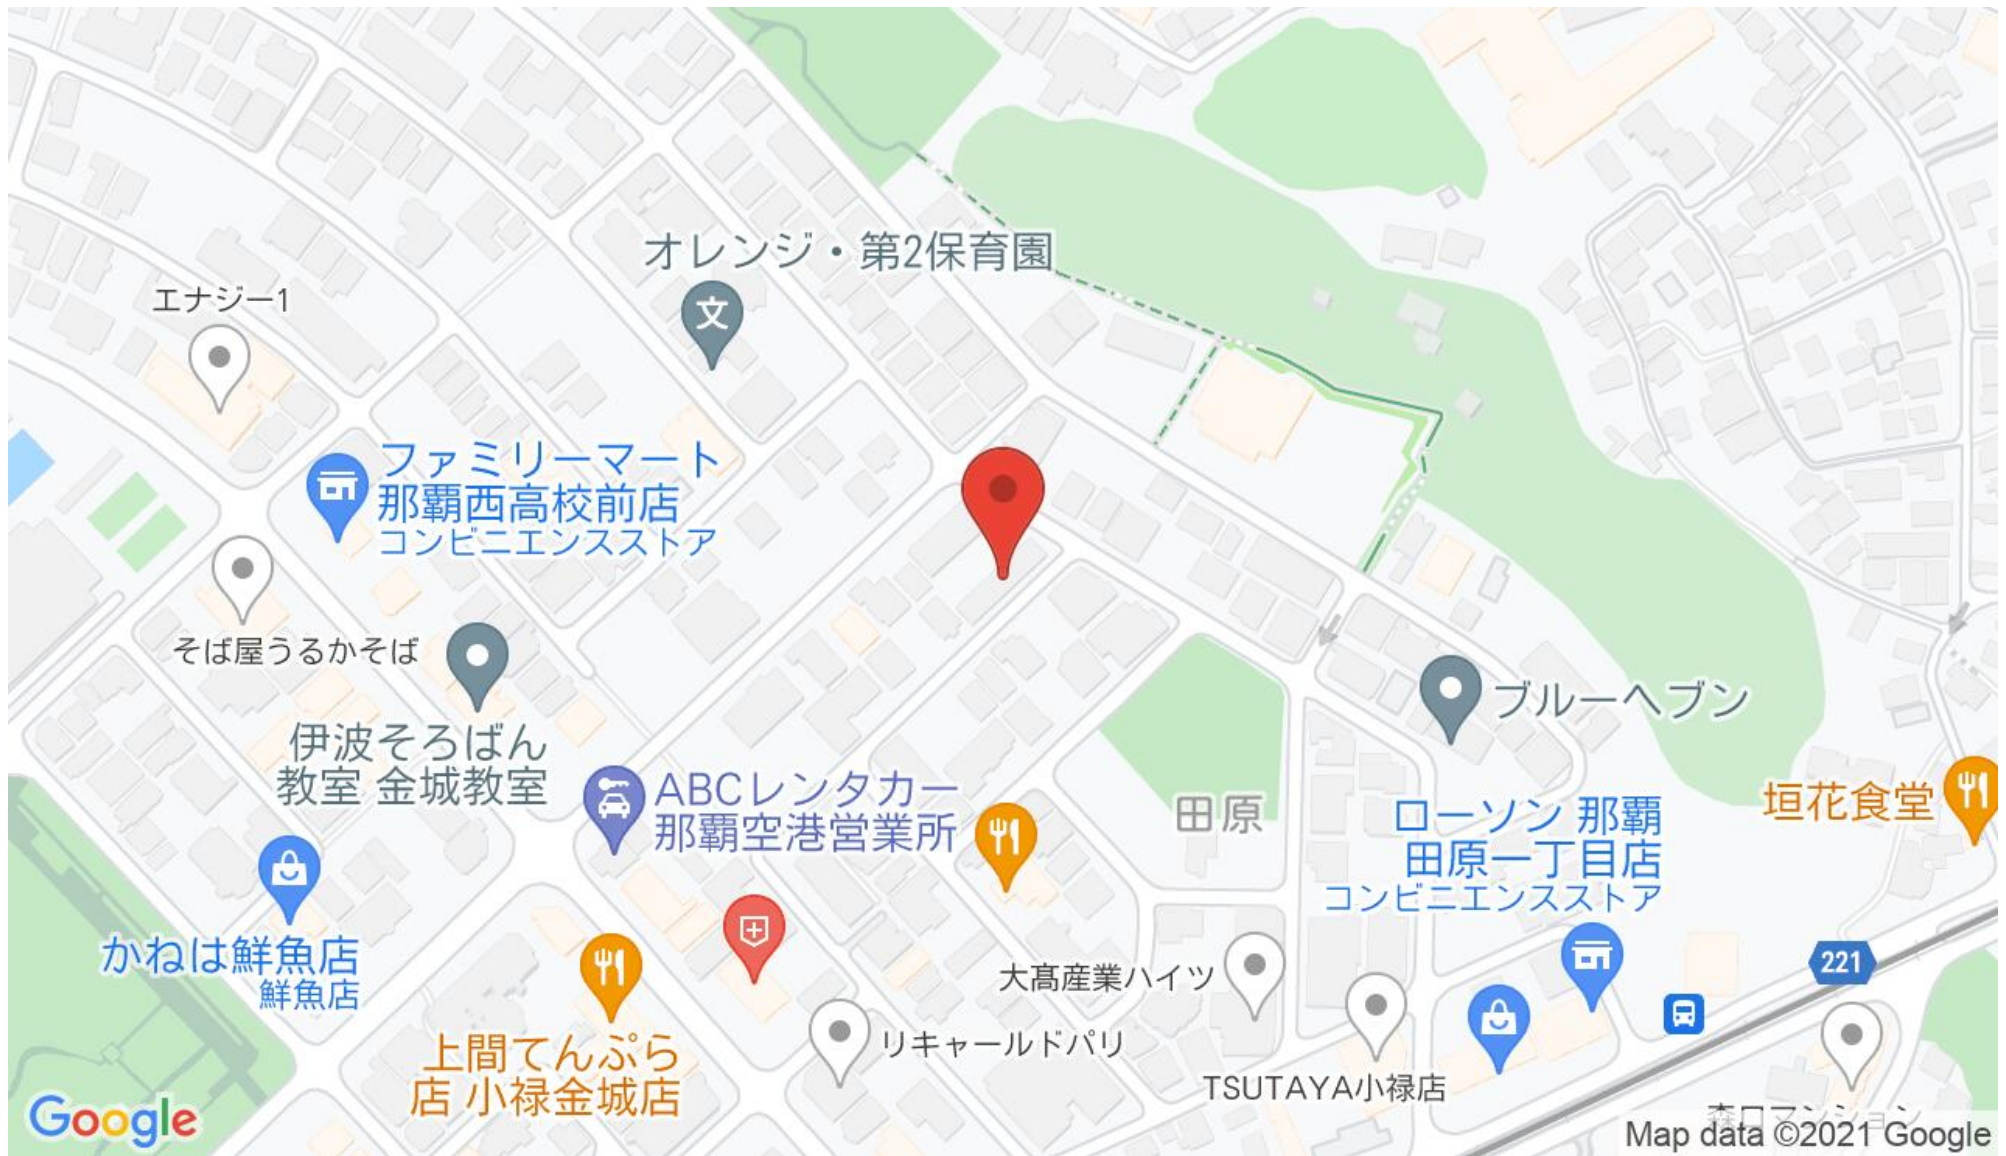 オレンジ・第2保育園
文
エナジー1
ファミリーマート
那覇西高校前店
コンビニエンスストア
そば屋うるかそば
伊波そろばん
教室 金城教室
ブルーヘブン
ABCレンタカー
那覇空港営業所
田原
ローソン 那覇
田原一丁目店
コンビニエンスストア
垣花食堂
かねは鮮魚店
鮮魚店
大髙産業ハイツ
221
上間てんぷら
店 小禄金城店
リキャールドパリ
TSUTAYA小禄店
森口マンション
Google
Map data ©2021 Google